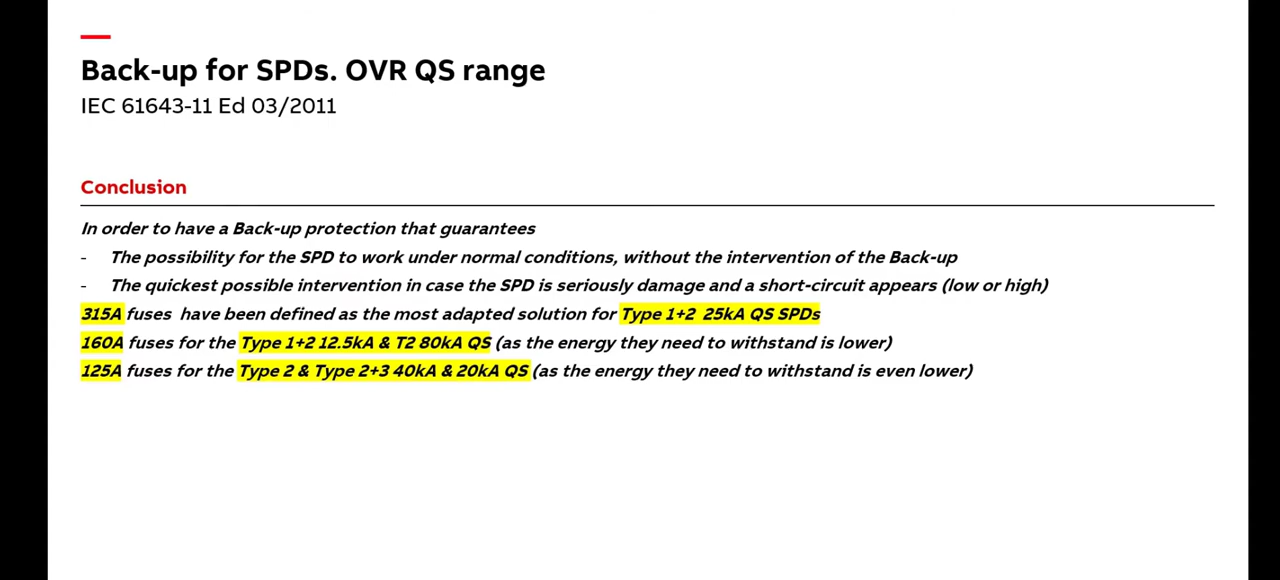 Back-up for SPDs. OVR QS range
IEC 61643-11 Ed 03/2011
Conclusion
In order to have a Back-up protection that guarantees
- The possibility for the SPD to work under normal conditions, without the intervention of the Back-up
- The quickest possible intervention in case the SPD is seriously damage and a short-circuit appears (low or high)
315A fuses have been defined as the most adapted solution for Type 1+2 25kA QS SPDs
160A fuses for the Type 1+2 12.5kA & T2 80kA QS (as the energy they need to withstand is lower)
125A fuses for the Type 2 & Type 2+3 40kA & 20kA QS (as the energy they need to withstand is even lower)